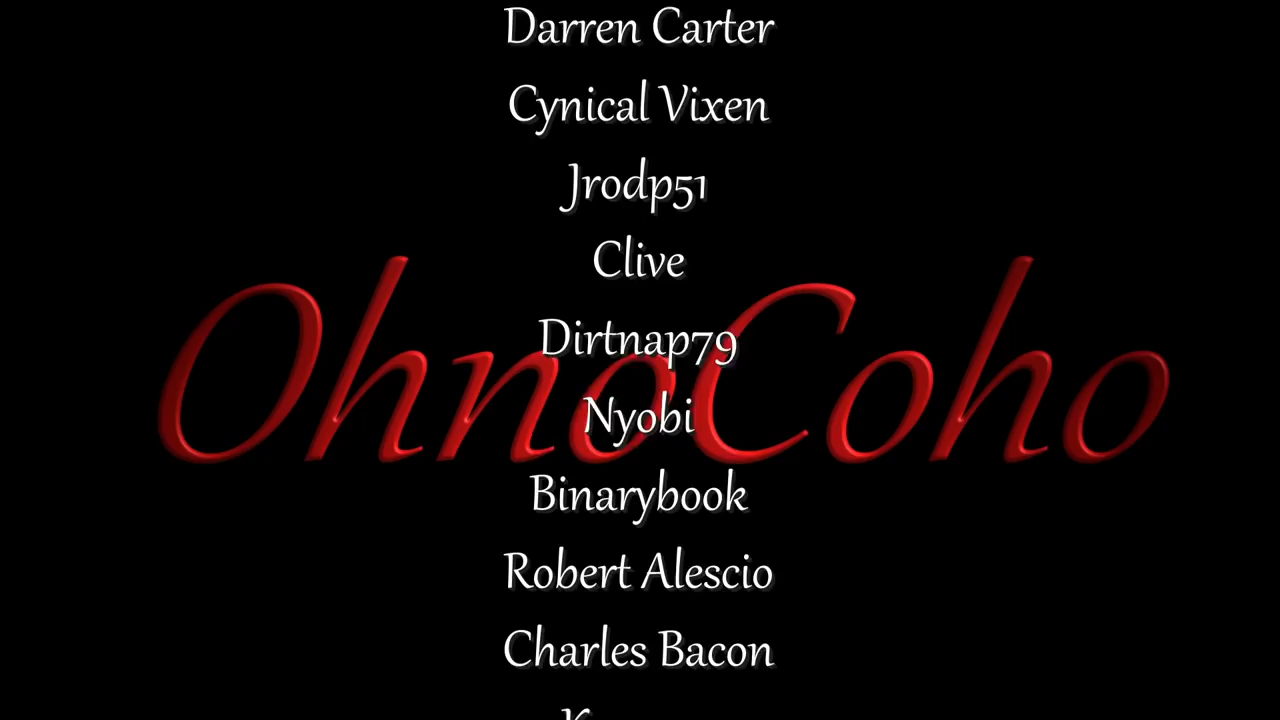 Darren Carter
Cynical Vixen
Jrodp51
Clive
OhnoCoho
Dirtnap79
Nyobi
Binarybook
Robert Alescio
Charles Bacon